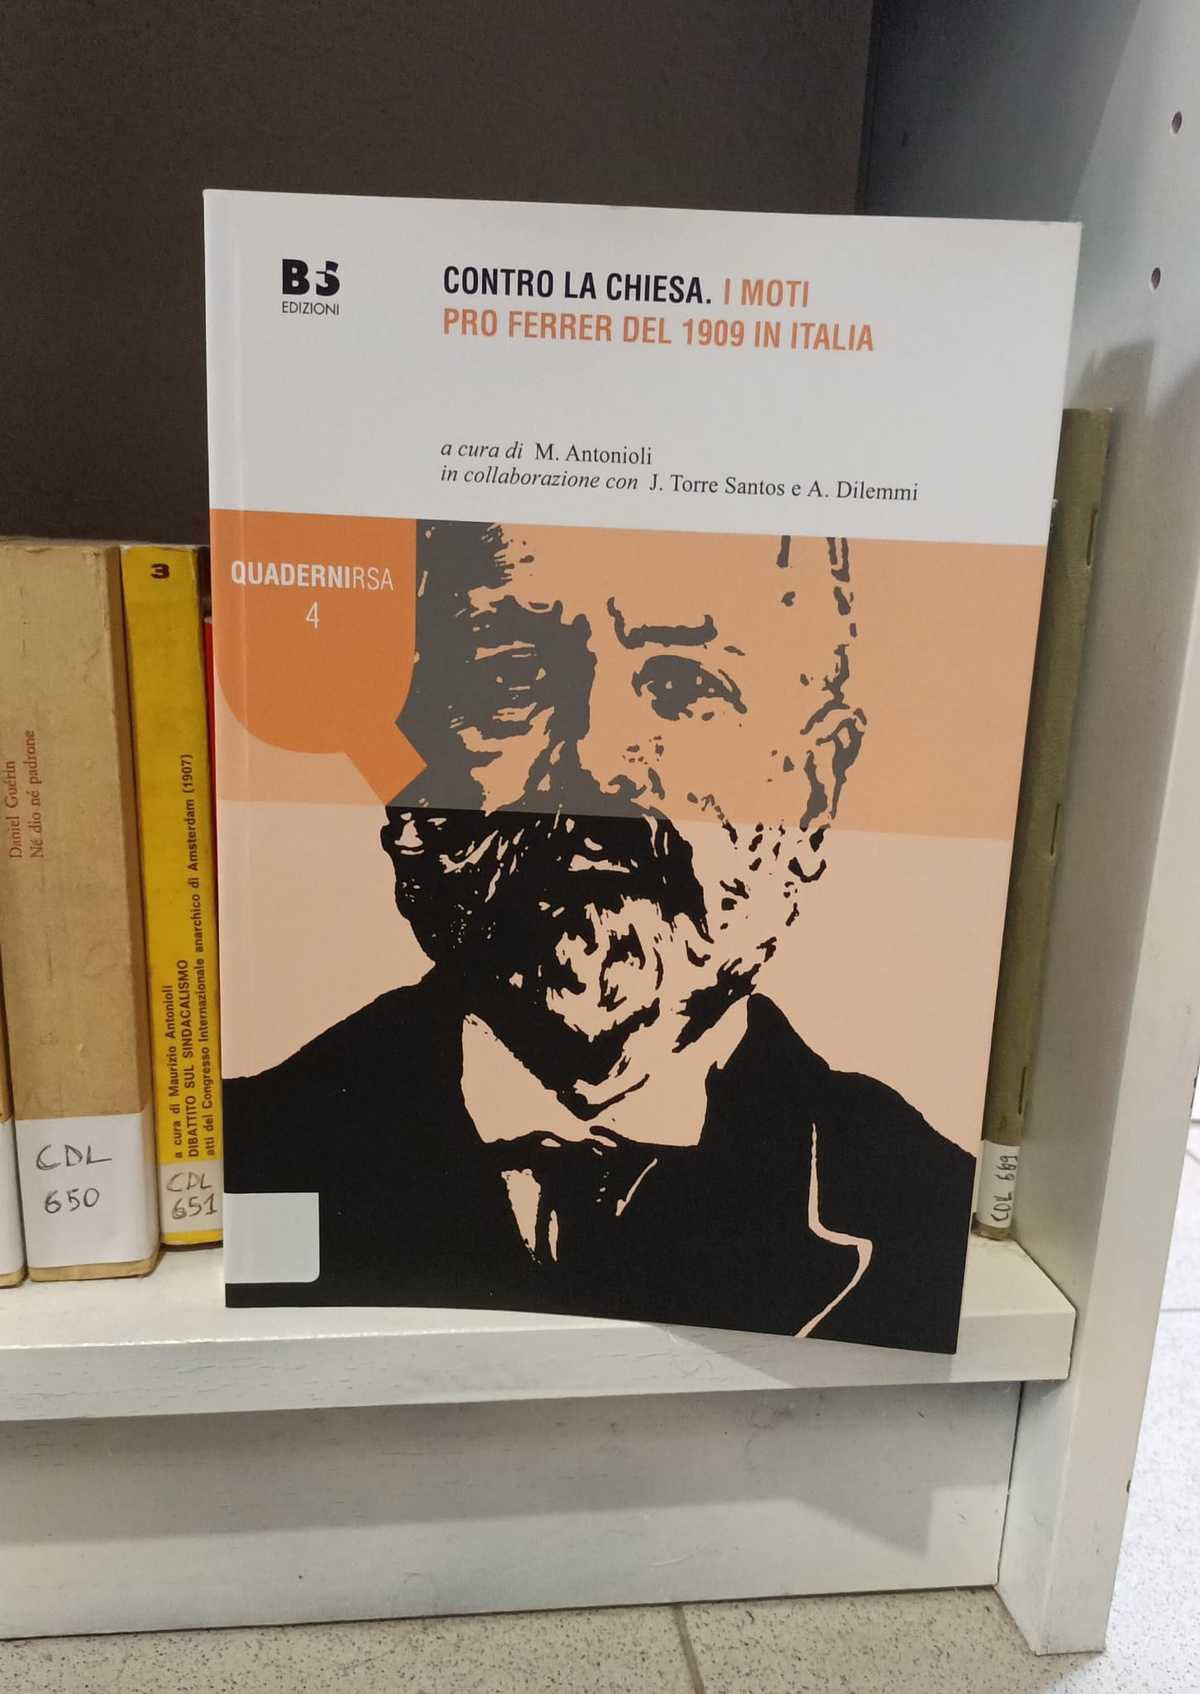 BFS
EDIZIONI
CONTRO LA CHIESA. I MOTI
PRO FERRER DEL 1909 IN ITALIA
a cura di M. Antonioli
in collaborazione con J. Torre Santos e A. Dilemmi
QUADERNIRSA
4
Daniel Guérin
Né dio né padrone
CDL
650
3
a cura di Maurizio Antonioli
DIBATTITO SUL SINDACALISMO
atti del Congresso Internazionale anarchico di Amsterdam (1907)
CDL
651
CDL 669